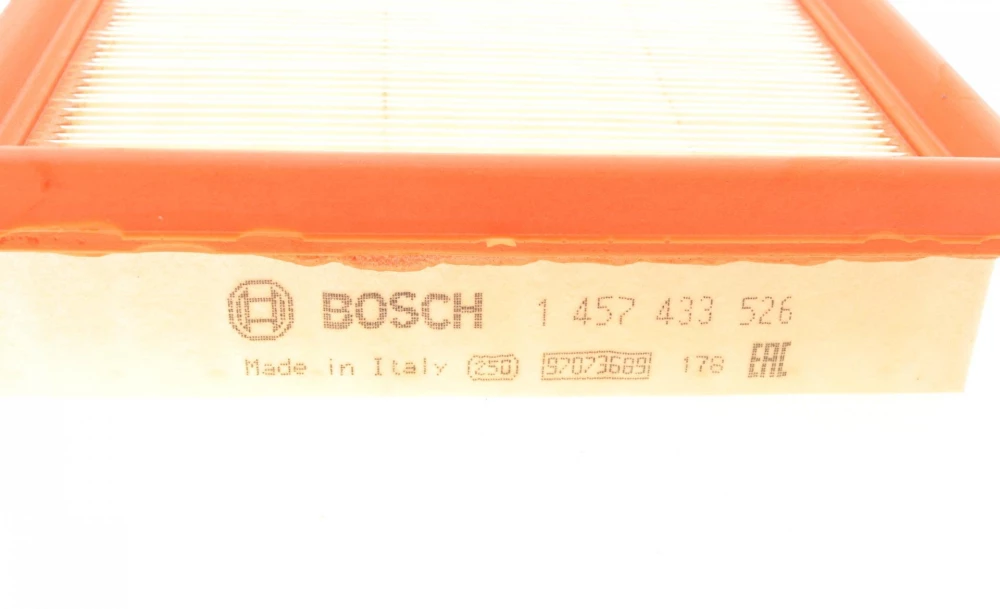 BOSCH 1 457 433 526
Made in Italy 250 97073689 178 EAC